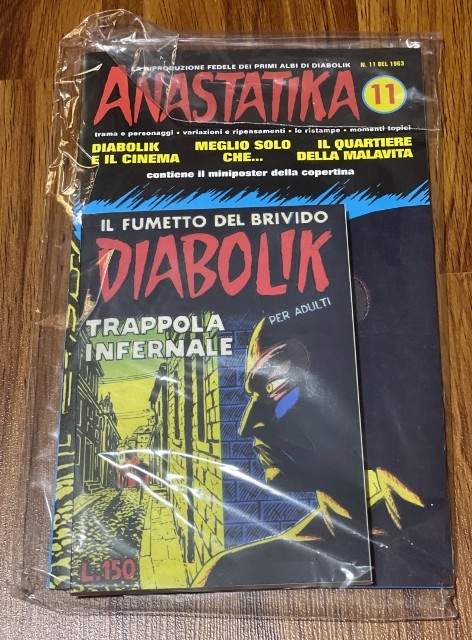 LA RIPRODUZIONE FEDELE DEI PRIMI ALBI DI DIABOLIK
N. 11 DEL 1963
ANASTATIKA
11
trama e personaggi • variazioni e ripensamenti • le ristampe • momenti topici
DIABOLIK E IL CINEMA
MEGLIO SOLO CHE...
IL QUARTIERE DELLA MALAVITA
contiene il miniposter della copertina
IL FUMETTO DEL BRIVIDO
DIABOLIK
PER ADULTI
TRAPPOLA
INFERNALE
L.150